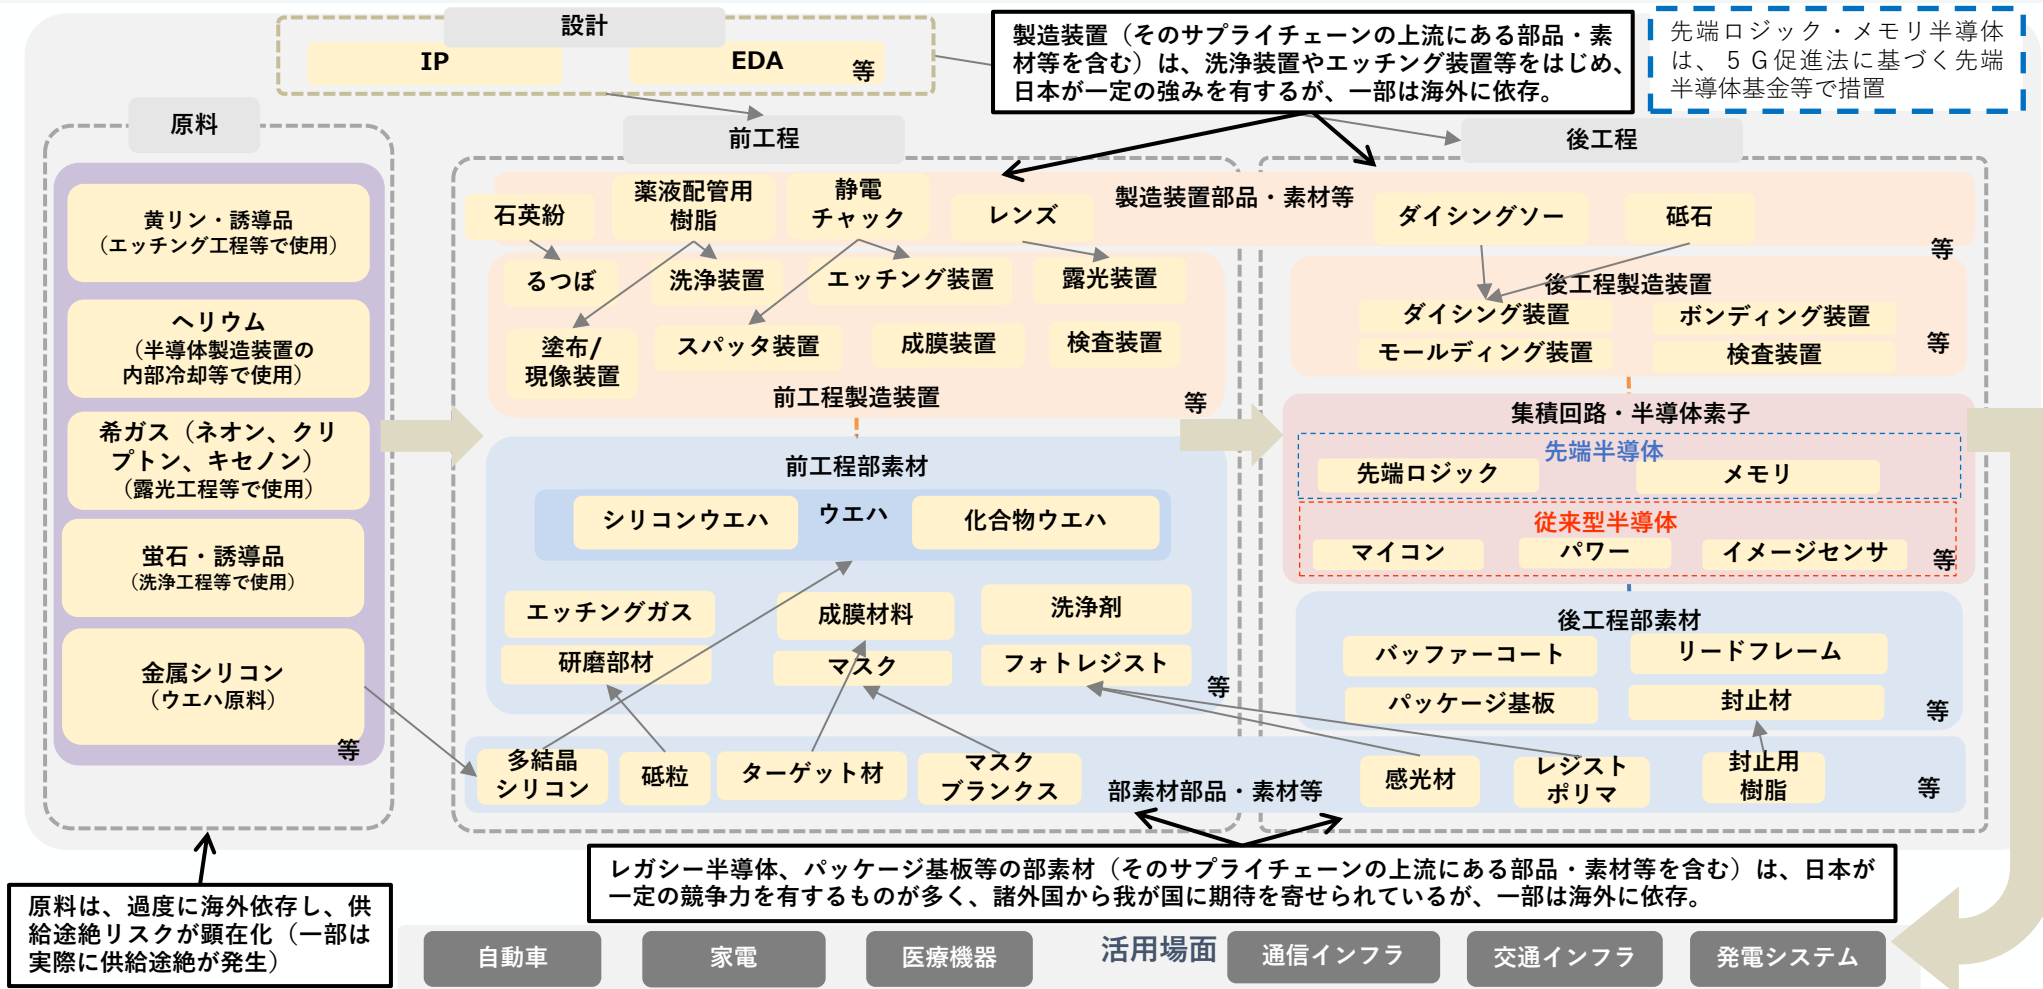 設計
IP
EDA
等
製造装置（そのサプライチェーンの上流にある部品・素
材等を含む）は、洗浄装置やエッチング装置等をはじめ、
日本が一定の強みを有するが、一部は海外に依存。
先端ロジック・メモリ半導体
は、５Ｇ促進法に基づく先端
半導体基金等で措置
原料
黄リン・誘導品
（エッチング工程等で使用）
ヘリウム
（半導体製造装置の
内部冷却等で使用）
希ガス（ネオン、クリ
プトン、キセノン）
（露光工程等で使用）
蛍石・誘導品
（洗浄工程等で使用）
金属シリコン
（ウエハ原料）
等
前工程
石英紛
薬液配管用
樹脂
静電
チャック
レンズ
製造装置部品・素材等
るつぼ
洗浄装置
エッチング装置
露光装置
塗布/
現像装置
スパッタ装置
成膜装置
検査装置
前工程製造装置
等
前工程部素材
シリコンウエハ
ウエハ
化合物ウエハ
エッチングガス
成膜材料
洗浄剤
研磨部材
マスク
フォトレジスト
等
多結晶
シリコン
砥粒
ターゲット材
マスク
ブランクス
部素材部品・素材等
後工程
ダイシングソー
砥石
等
後工程製造装置
ダイシング装置
ボンディング装置
モールディング装置
検査装置
等
集積回路・半導体素子
先端半導体
先端ロジック
メモリ
従来型半導体
マイコン
パワー
イメージセンサ
等
後工程部素材
バッファーコート
リードフレーム
パッケージ基板
封止材
等
感光材
レジスト
ポリマ
封止用
樹脂
等
レガシー半導体、パッケージ基板等の部素材（そのサプライチェーンの上流にある部品・素材等を含む）は、日本が
一定の競争力を有するものが多く、諸外国から我が国に期待を寄せられているが、一部は海外に依存。
原料は、過度に海外依存し、供
給途絶リスクが顕在化（一部は
実際に供給途絶が発生）
自動車
家電
医療機器
活用場面
通信インフラ
交通インフラ
発電システム